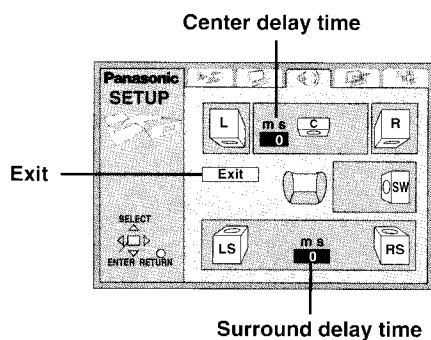 Center delay time
Panasonic
SETUP
L
m s
0
C
R
Exit
Exit
SW
SELECT
ENTER RETURN
LS
m s
0
RS
Surround delay time